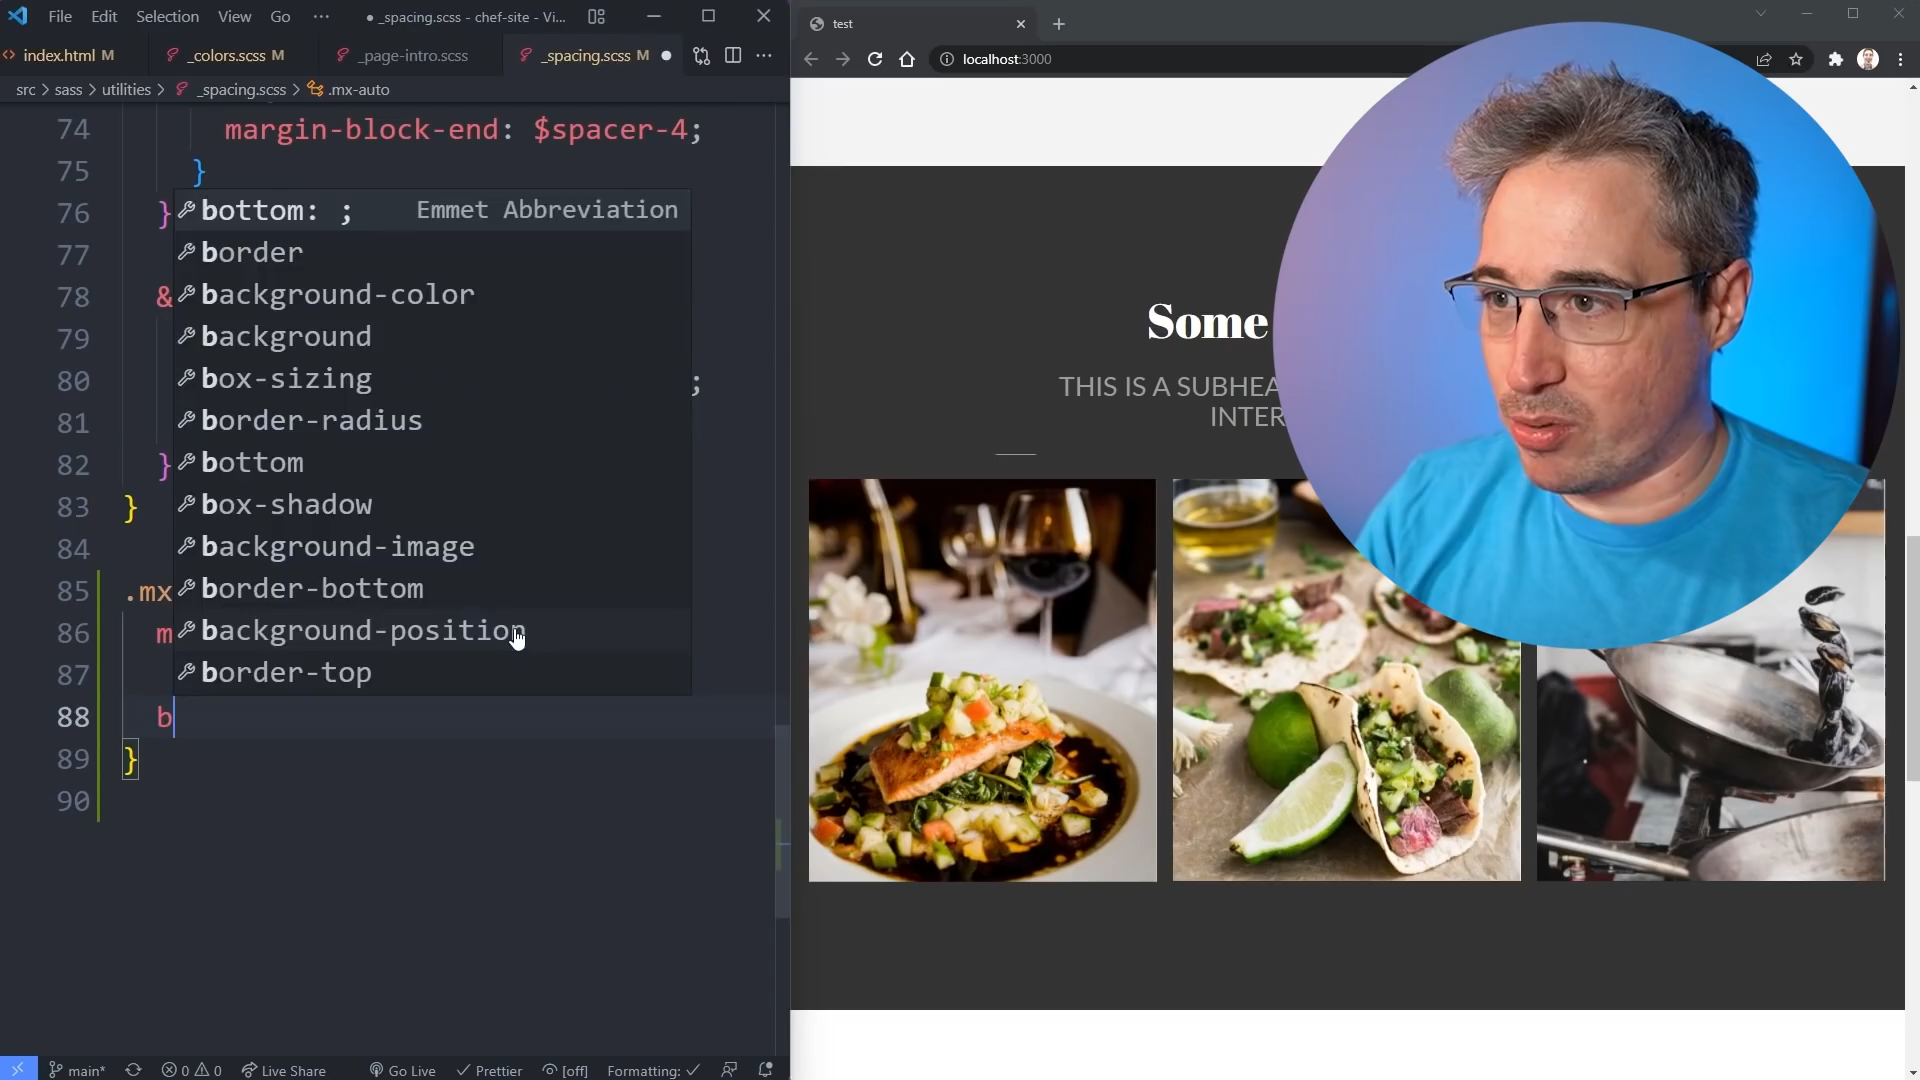 File Edit Selection View Go ··· ● _spacing.scss - chef-site - Vi...
index.html M _colors.scss M _page-intro.scss _spacing.scss M
src > sass > utilities > _spacing.scss > .mx-auto
74 margin-block-end: $spacer-4;
75 }
76 }
77
78 &
79
80 ;
81
82 }
83 }
84
85 .mx
86 m
87
88 b
89 }
90
bottom: ; Emmet Abbreviation
border
background-color
background
box-sizing
border-radius
bottom
box-shadow
background-image
border-bottom
background-position
border-top
main* 0 0 Live Share Go Live Prettier [off] Formatting: ✓
test
localhost:3000
Some
THIS IS A SUBHEA
INTER